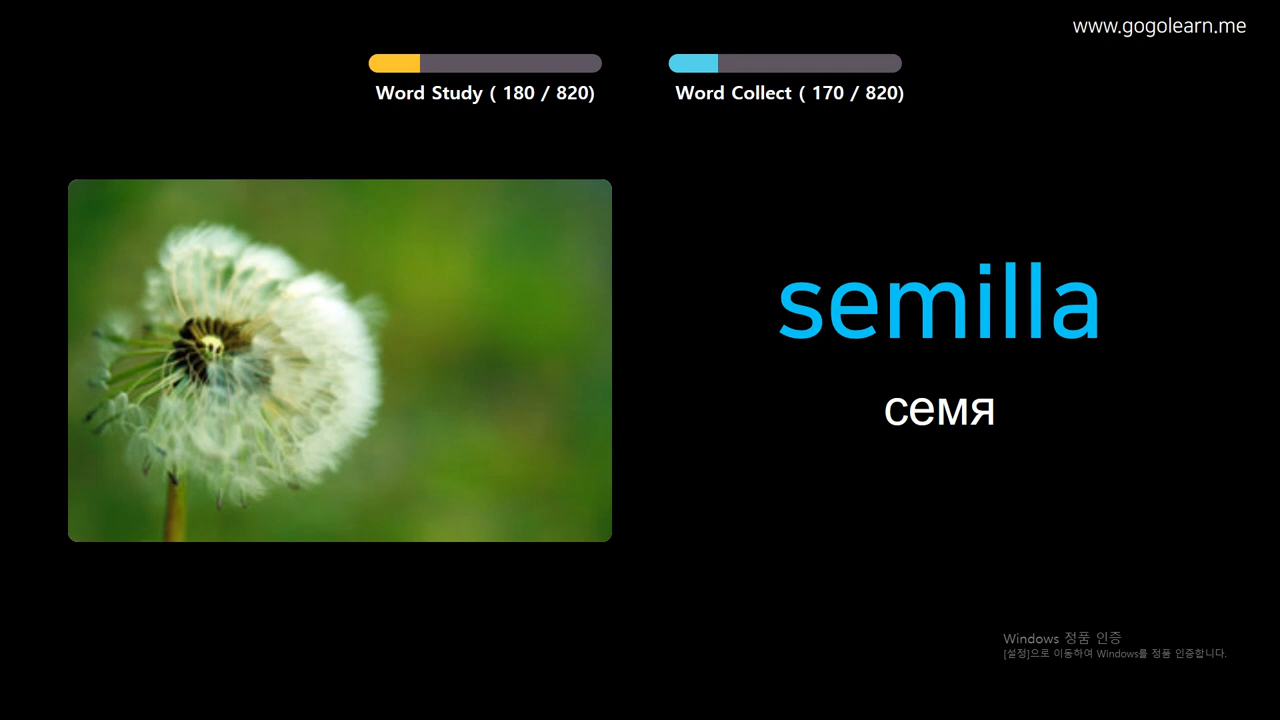 www.gogolearn.me
Word Study ( 180 / 820)
Word Collect ( 170 / 820)
semilla
семя
Windows 정품 인증
[설정]으로 이동하여 Windows를 정품 인증합니다.